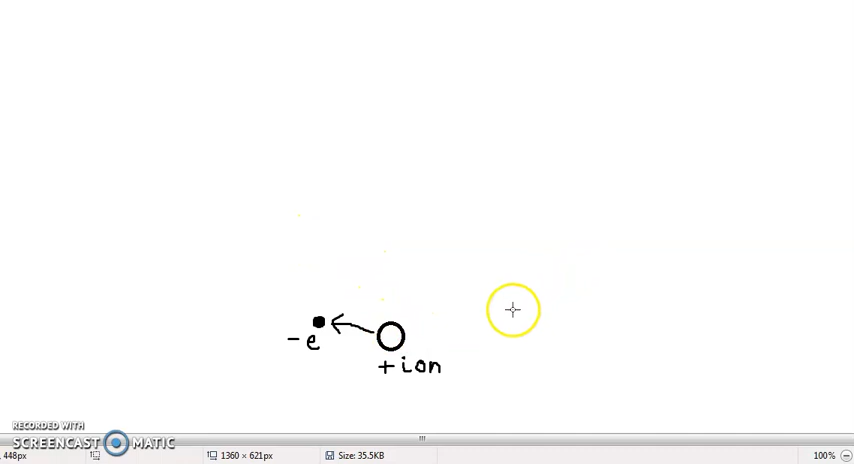 -e
+ion
RECORDED WITH
SCREENCAST MATIC
, 448px
1360 × 621px
Size: 35.5KB
100%